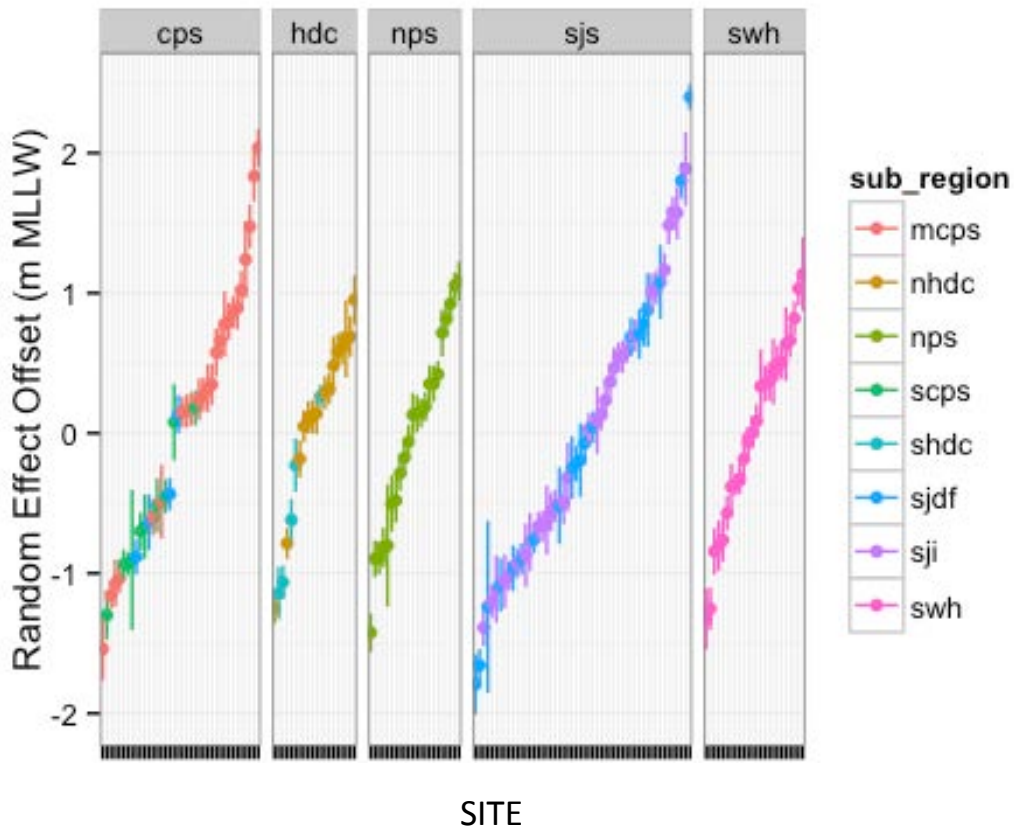 cps hdc nps sjs swh
Random Effect Offset (m MLLW)
2
1
0
-1
-2
SITE
sub_region
mcps
nhdc
nps
scps
shdc
sjdf
sji
swh